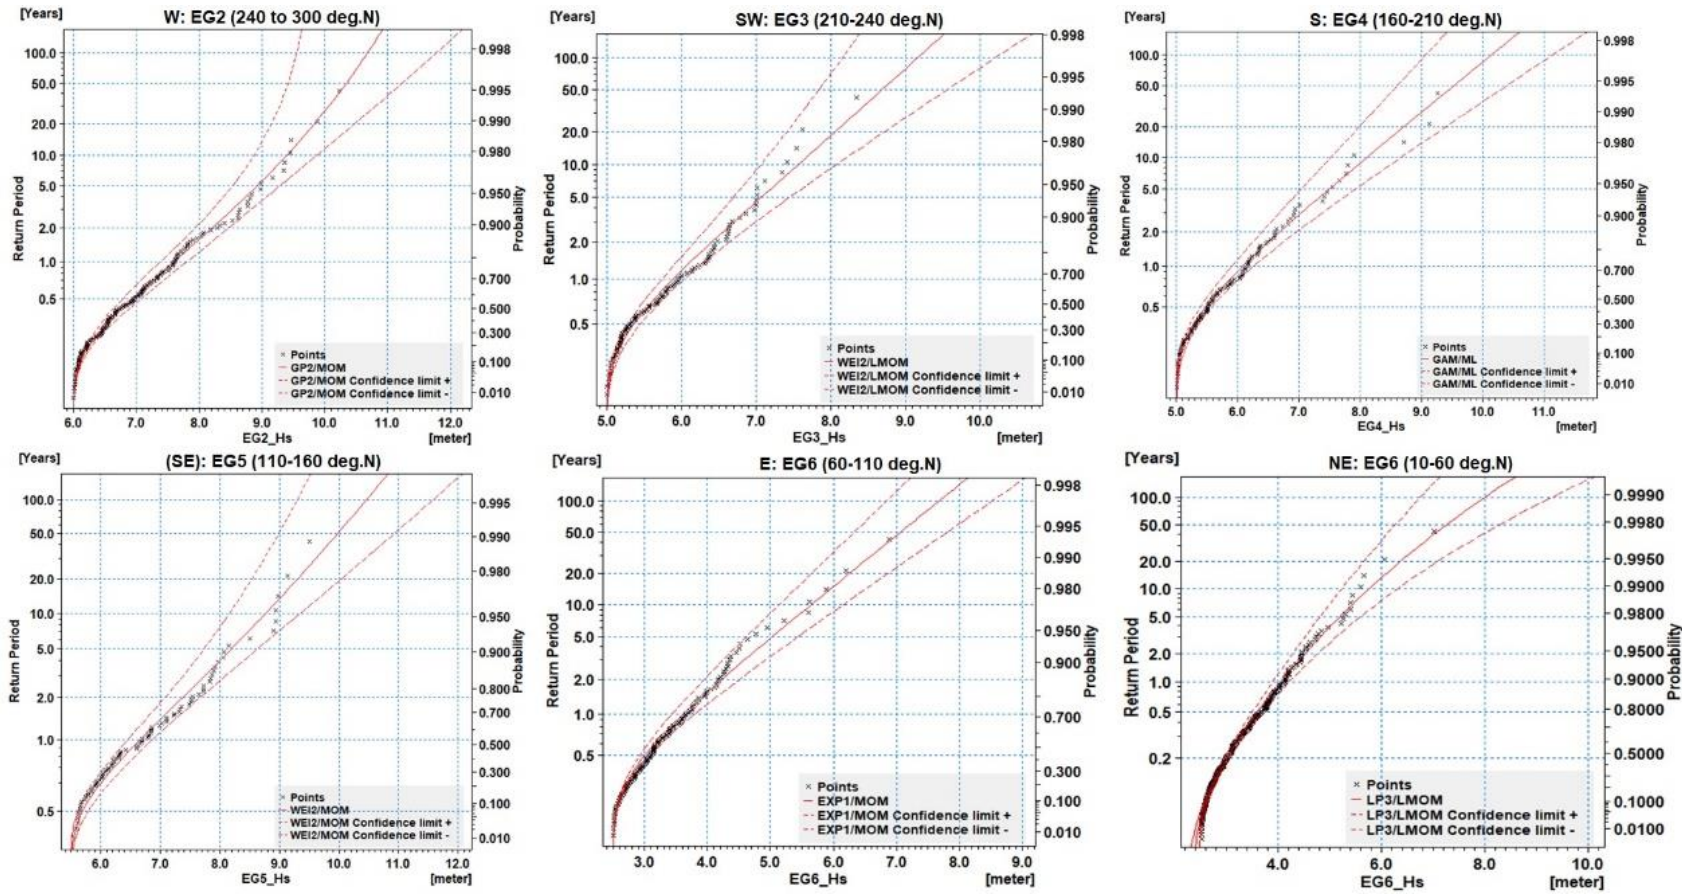 [Years] W: EG2 (240 to 300 deg.N)
100.0
50.0
20.0
10.0
5.0
2.0
1.0
0.5
Return Period
0.998
0.995
0.990
0.980
0.950
0.900
0.700
0.500
0.300
0.100
0.010
Probability
× Points
GP2/MOM
GP2/MOM Confidence limit +
GP2/MOM Confidence limit -
6.0 7.0 8.0 9.0 10.0 11.0 12.0
EG2_Hs [meter]
[Years] SW: EG3 (210-240 deg.N)
100.0
50.0
20.0
10.0
5.0
2.0
1.0
0.5
Return Period
0.998
0.995
0.990
0.980
0.950
0.900
0.700
0.500
0.300
0.100
0.010
Probability
× Points
WEI2/LMOM
WEI2/LMOM Confidence limit +
WEI2/LMOM Confidence limit -
5.0 6.0 7.0 8.0 9.0 10.0
EG3_Hs [meter]
[Years] S: EG4 (160-210 deg.N)
100.0
50.0
20.0
10.0
5.0
2.0
1.0
0.5
Return Period
0.998
0.995
0.990
0.980
0.950
0.900
0.700
0.500
0.300
0.100
0.010
Probability
× Points
GAM/ML
GAM/ML Confidence limit +
GAM/ML Confidence limit -
5.0 6.0 7.0 8.0 9.0 10.0 11.0
EG4_Hs [meter]
[Years] (SE): EG5 (110-160 deg.N)
100.0
50.0
20.0
10.0
5.0
2.0
1.0
0.5
Return Period
0.995
0.990
0.980
0.950
0.900
0.800
0.700
0.500
0.300
0.100
0.010
Probability
× Points
WEI2/MOM
WEI2/MOM Confidence limit +
WEI2/MOM Confidence limit -
6.0 7.0 8.0 9.0 10.0 11.0 12.0
EG5_Hs [meter]
[Years] E: EG6 (60-110 deg.N)
100.0
50.0
20.0
10.0
5.0
2.0
1.0
0.5
Return Period
0.998
0.995
0.990
0.980
0.950
0.900
0.700
0.300
0.100
0.010
Probability
× Points
EXP1/MOM
EXP1/MOM Confidence limit +
EXP1/MOM Confidence limit -
3.0 4.0 5.0 6.0 7.0 8.0 9.0
EG6_Hs [meter]
[Years] NE: EG6 (10-60 deg.N)
100.0
50.0
20.0
10.0
5.0
2.0
1.0
0.5
0.2
Return Period
0.9990
0.9980
0.9950
0.9900
0.9800
0.9500
0.9000
0.8000
0.5000
0.1000
0.0100
Probability
× Points
LP3/LMOM
LP3/LMOM Confidence limit +
LP3/LMOM Confidence limit -
4.0 6.0 8.0 10.0
EG6_Hs [meter]